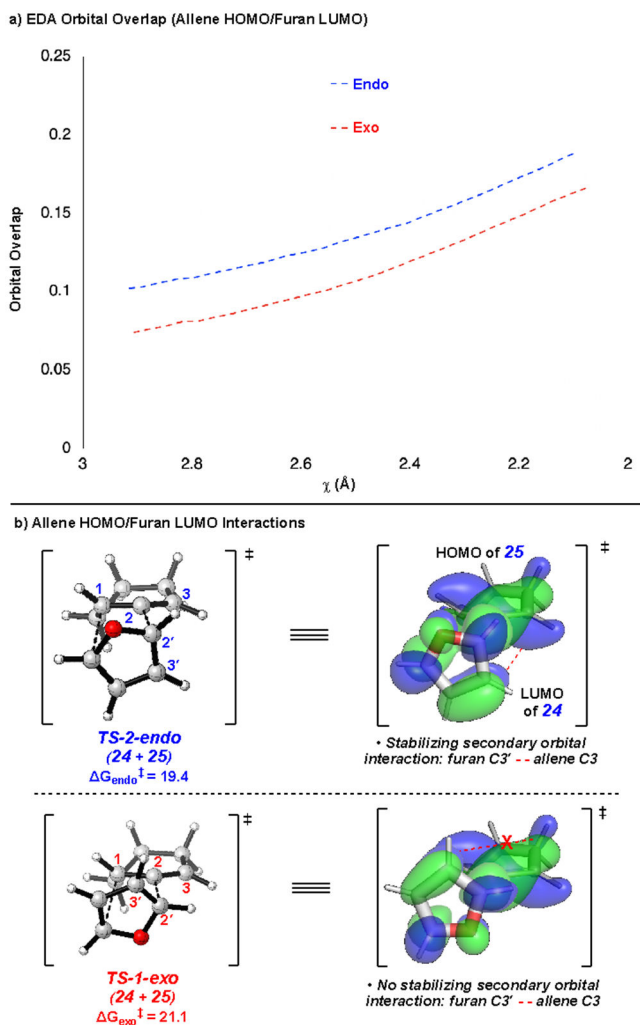 a) EDA Orbital Overlap (Allene HOMO/Furan LUMO)
0.25
Endo
Exo
0.2
0.15
0.1
0.05
0
Orbital Overlap
3
2.8
2.6
2.4
2.2
2
χ (Å)
b) Allene HOMO/Furan LUMO Interactions
‡
‡
1
3
2
2'
3'
HOMO of 25
LUMO
of 24
TS-2-endo
(24 + 25)
ΔGendo‡ = 19.4
• Stabilizing secondary orbital
interaction: furan C3' -- allene C3
‡
‡
1
2
3'
3
2'
X
TS-1-exo
(24 + 25)
ΔGexo‡ = 21.1
• No stabilizing secondary orbital
interaction: furan C3' -- allene C3